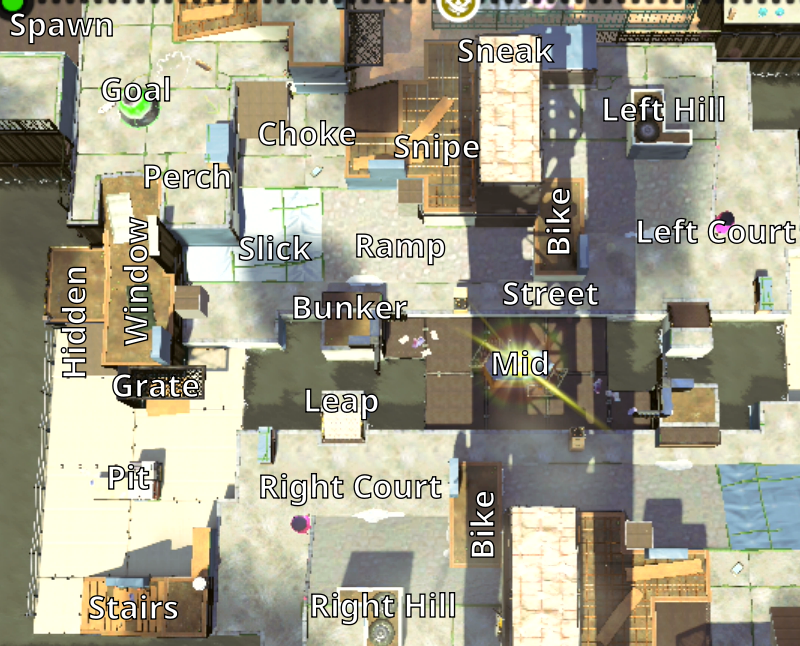 Spawn
Sneak
Goal
Left Hill
Choke
Snipe
Perch
Bike
Left Court
Slick
Ramp
Window
Hidden
Street
Bunker
Mid
Grate
Leap
Pit
Right Court
Bike
Stairs
Right Hill